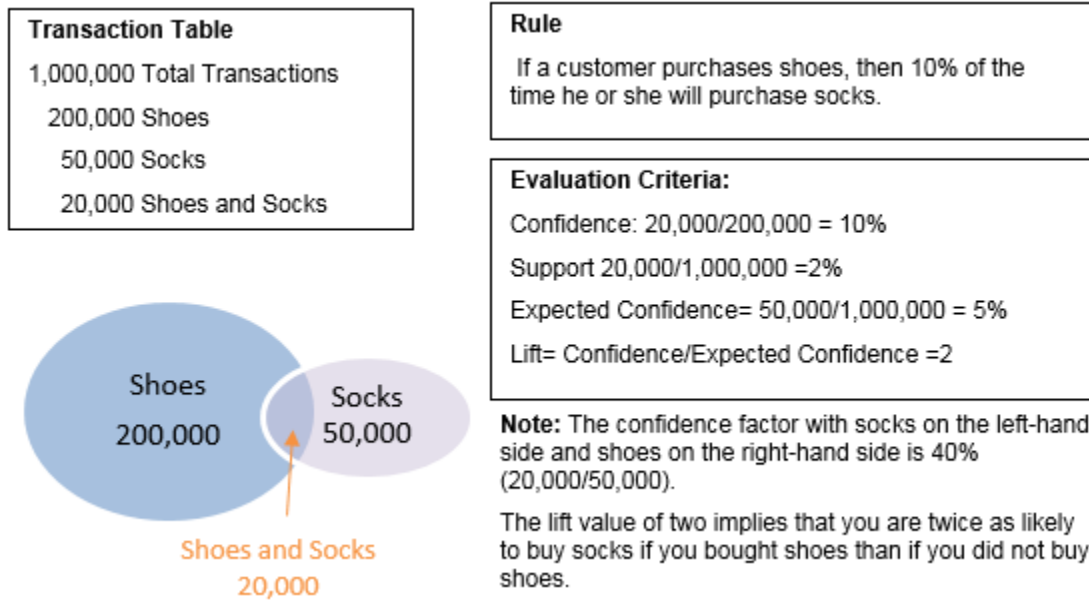 Transaction Table
1,000,000 Total Transactions
200,000 Shoes
50,000 Socks
20,000 Shoes and Socks
Rule
If a customer purchases shoes, then 10% of the
time he or she will purchase socks.
Evaluation Criteria:
Confidence: 20,000/200,000 = 10%
Support 20,000/1,000,000 =2%
Expected Confidence= 50,000/1,000,000 = 5%
Lift= Confidence/Expected Confidence =2
Shoes
200,000
Socks
50,000
Shoes and Socks
20,000
Note: The confidence factor with socks on the left-hand
side and shoes on the right-hand side is 40%
(20,000/50,000).
The lift value of two implies that you are twice as likely
to buy socks if you bought shoes than if you did not buy
shoes.